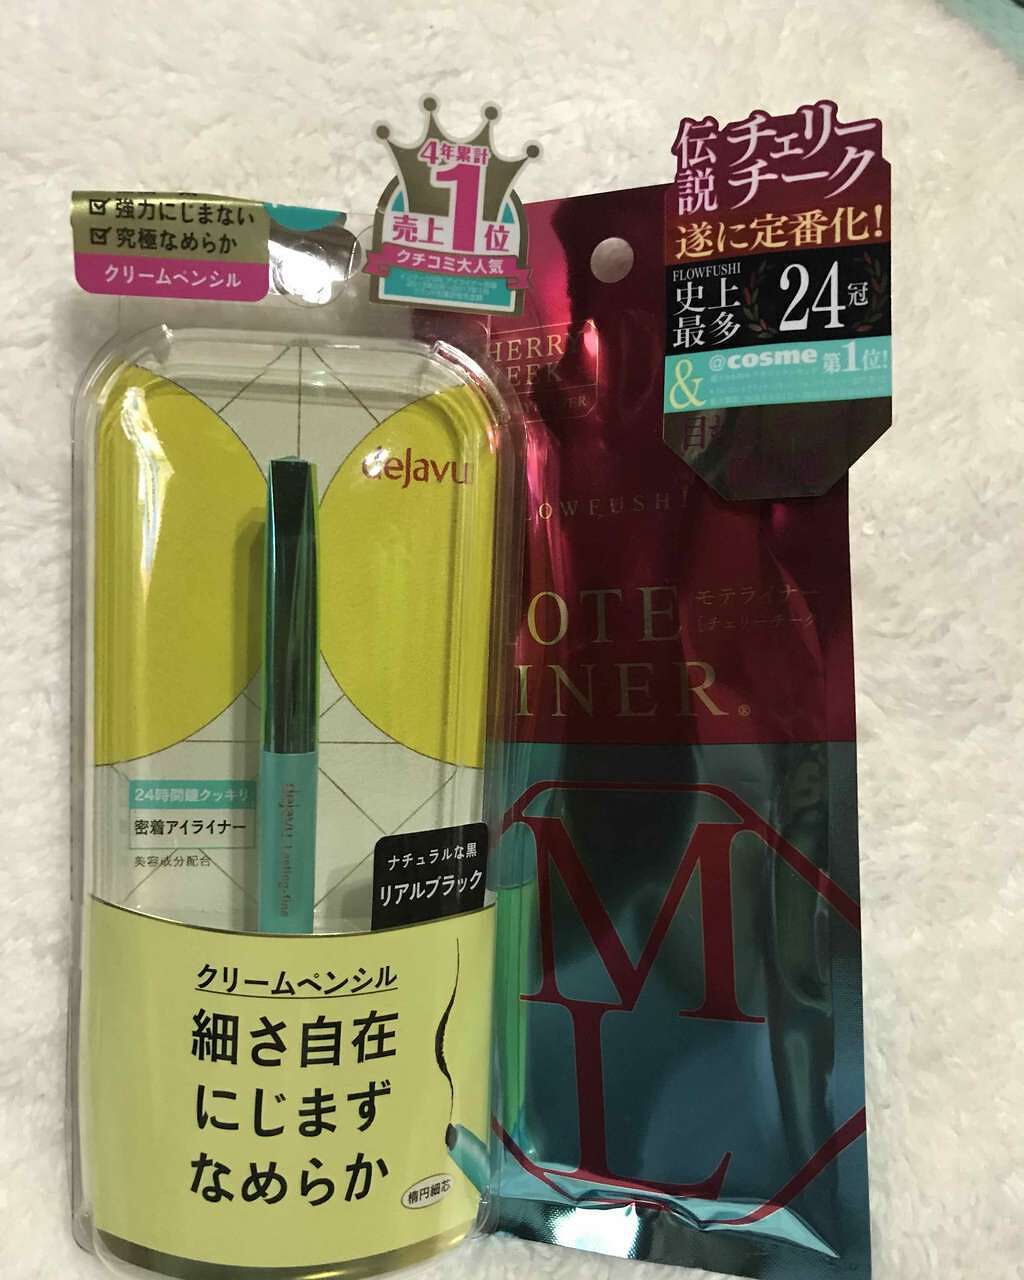 強力にじまない
究極なめらか
クリームペンシル
4年累計
売上1位
クチコミ大人気
dejavu
24時間鏡クッキリ
密着アイライナー
美容成分配合
ナチュラルな黒
リアルブラック
クリームペンシル
細さ自在
にじまず
なめらか
楕円細芯
伝説
チェリー
チーク
遂に定番化!
FLOWFUSHI
史上
最多
24冠
&
@cosme 第1位!
HERRY
EEK
LOWFUSHI
OTE
モテライナー
[チェリーチーク
INER®
ML